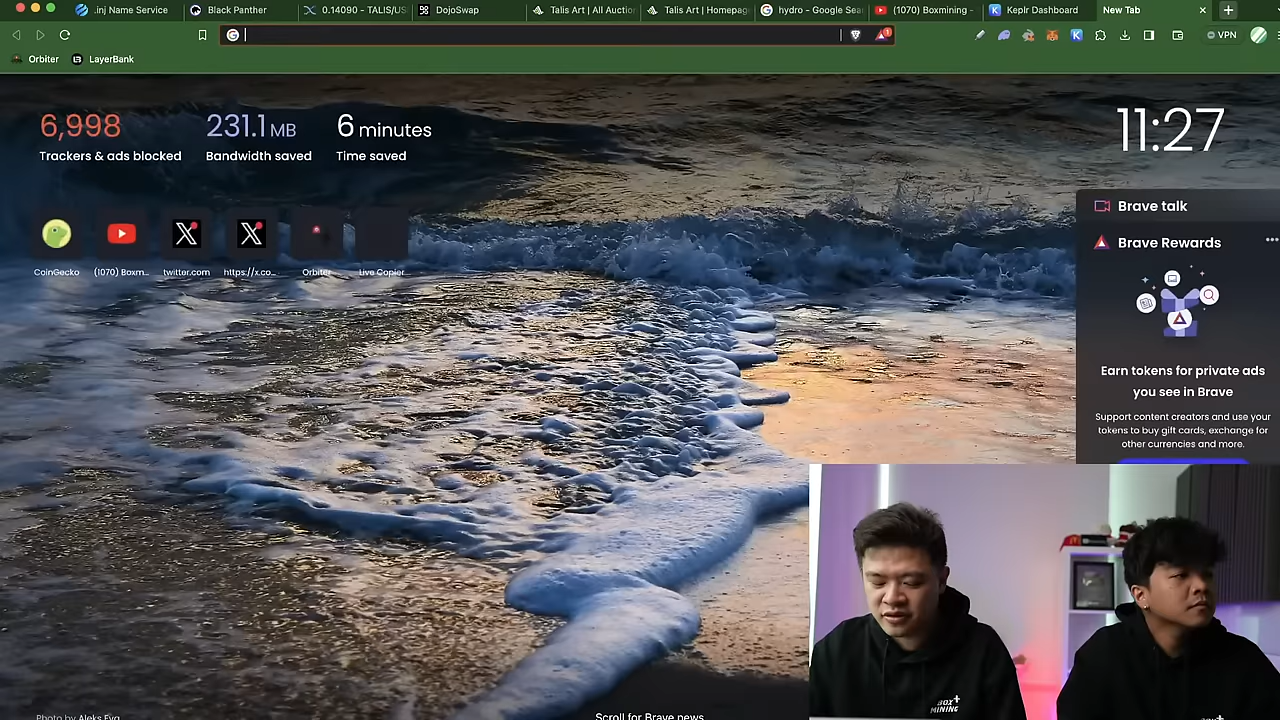 .inj Name Service
Black Panther
0.14090 - TALIS/US
DojoSwap
Talis Art | All Auctio
Talis Art | Homepag
hydro - Google Sea
(1070) Boxmining -
Keplr Dashboard
New Tab
VPN
Orbiter
LayerBank
6,998
Trackers & ads blocked
231.1 MB
Bandwidth saved
6 minutes
Time saved
11:27
CoinGecko
(1070) Boxm...
twitter.com
https://x.co...
Orbiter
Live Copier
Brave talk
Brave Rewards
Earn tokens for private ads
you see in Brave
Support content creators and use your
tokens to buy gift cards, exchange for
other currencies and more.
BOX
MINING
Photo by Aleks Eva
Scroll for Brave news